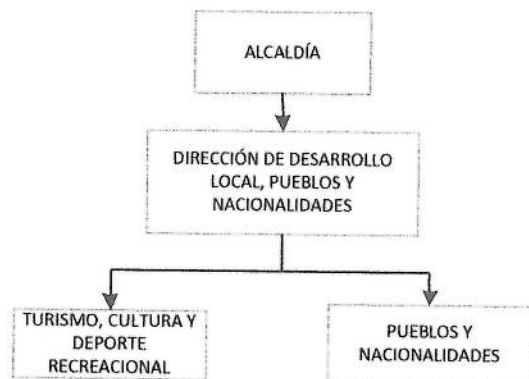 ALCALDÍA
DIRECCIÓN DE DESARROLLO
LOCAL, PUEBLOS Y
NACIONALIDADES
TURISMO, CULTURA Y
DEPORTE
RECREACIONAL
PUEBLOS Y
NACIONALIDADES